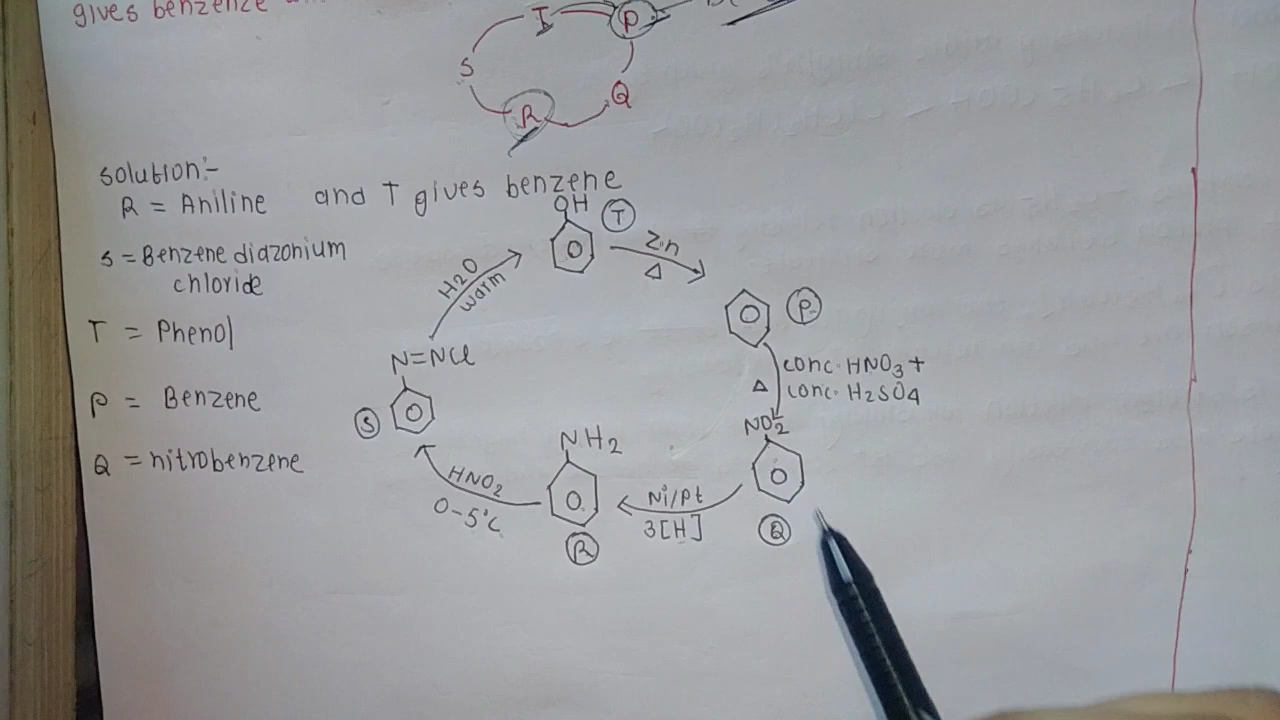 gives benzene
T P
S
R Q
solution:-
R = Aniline and T gives benzene
S = Benzene diazonium
chloride
T = Phenol
P = Benzene
Q = nitrobenzene
OH
T
Zn
Δ
H2O
warm
P
conc. HNO3 +
Δ conc. H2SO4
N=NCl
S
NO2
Q
NH2
R
HNO2
0-5°C
Ni/pt
3[H]